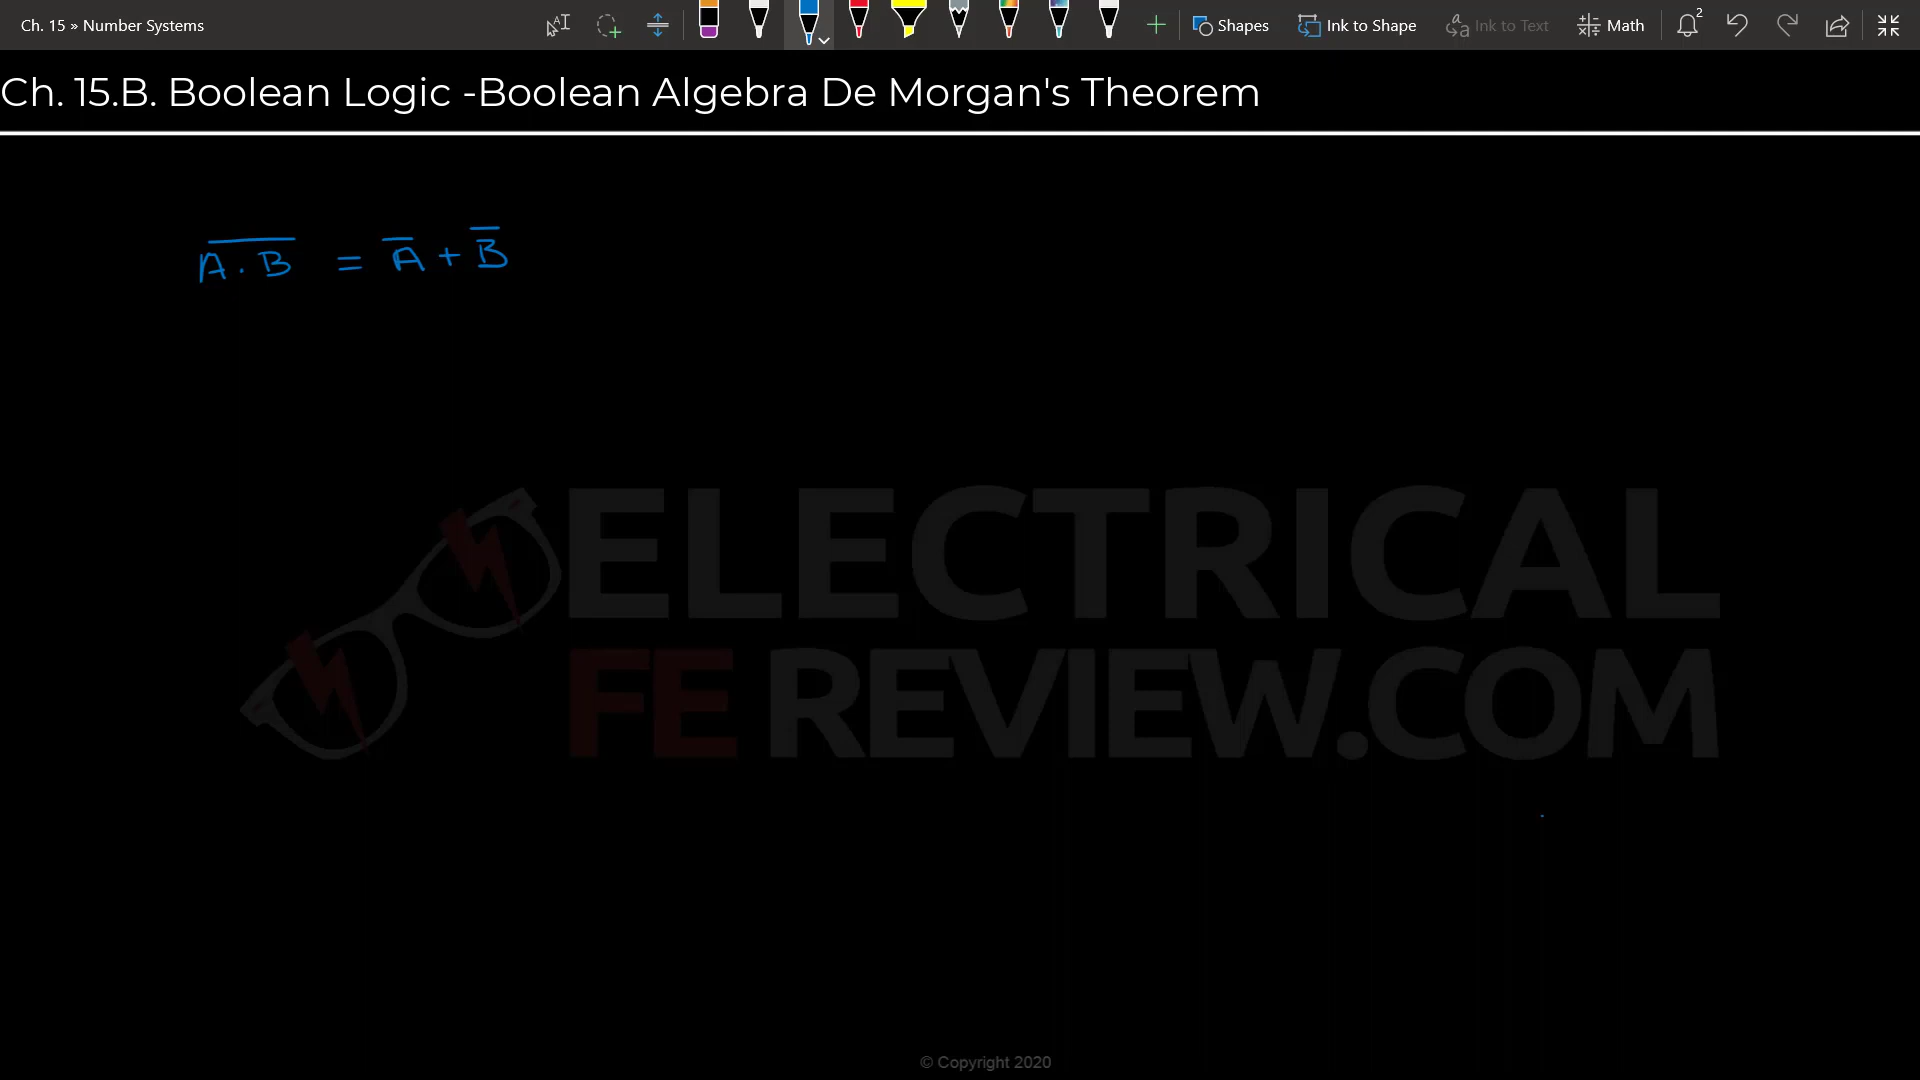 Ch. 15 » Number Systems
2
Shapes
Ink to Shape
Ink to Text
Math
Ch. 15.B. Boolean Logic -Boolean Algebra De Morgan's Theorem
A̅ ̅·̅ ̅B̅ = A̅ + B̅
ELECTRICAL
FE REVIEW.COM
© Copyright 2020